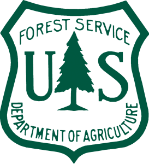 FOREST SERVICE
U S
DEPARTMENT OF AGRICULTURE